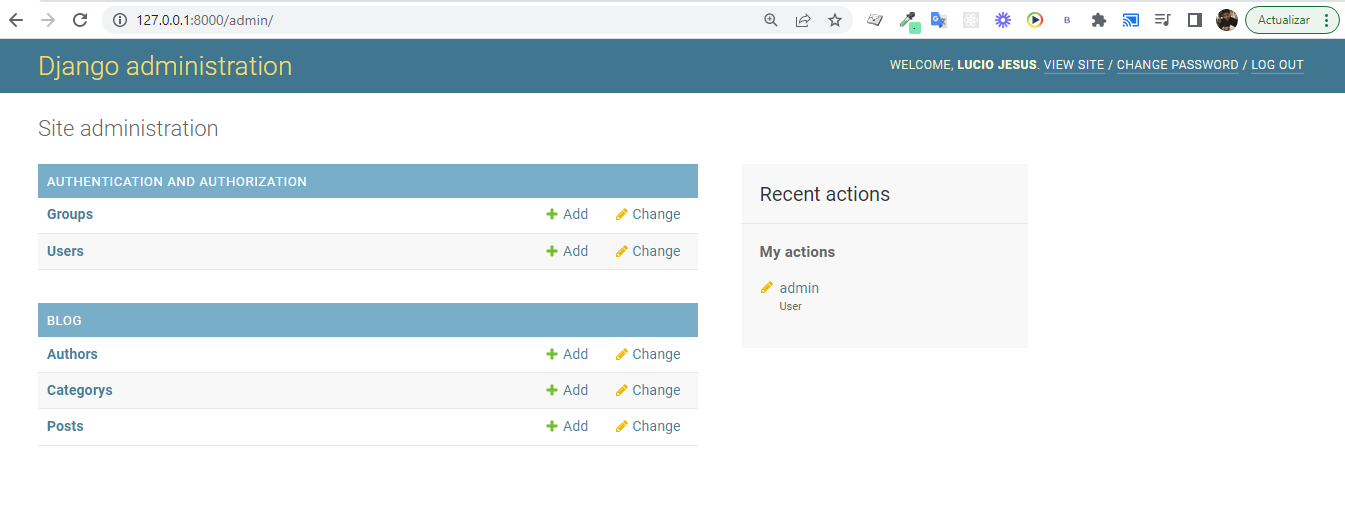 127.0.0.1:8000/admin/
Actualizar
Django administration
WELCOME, LUCIO JESUS. VIEW SITE / CHANGE PASSWORD / LOG OUT
Site administration
AUTHENTICATION AND AUTHORIZATION
Groups Add Change
Users Add Change
BLOG
Authors Add Change
Categorys Add Change
Posts Add Change
Recent actions
My actions
admin
User